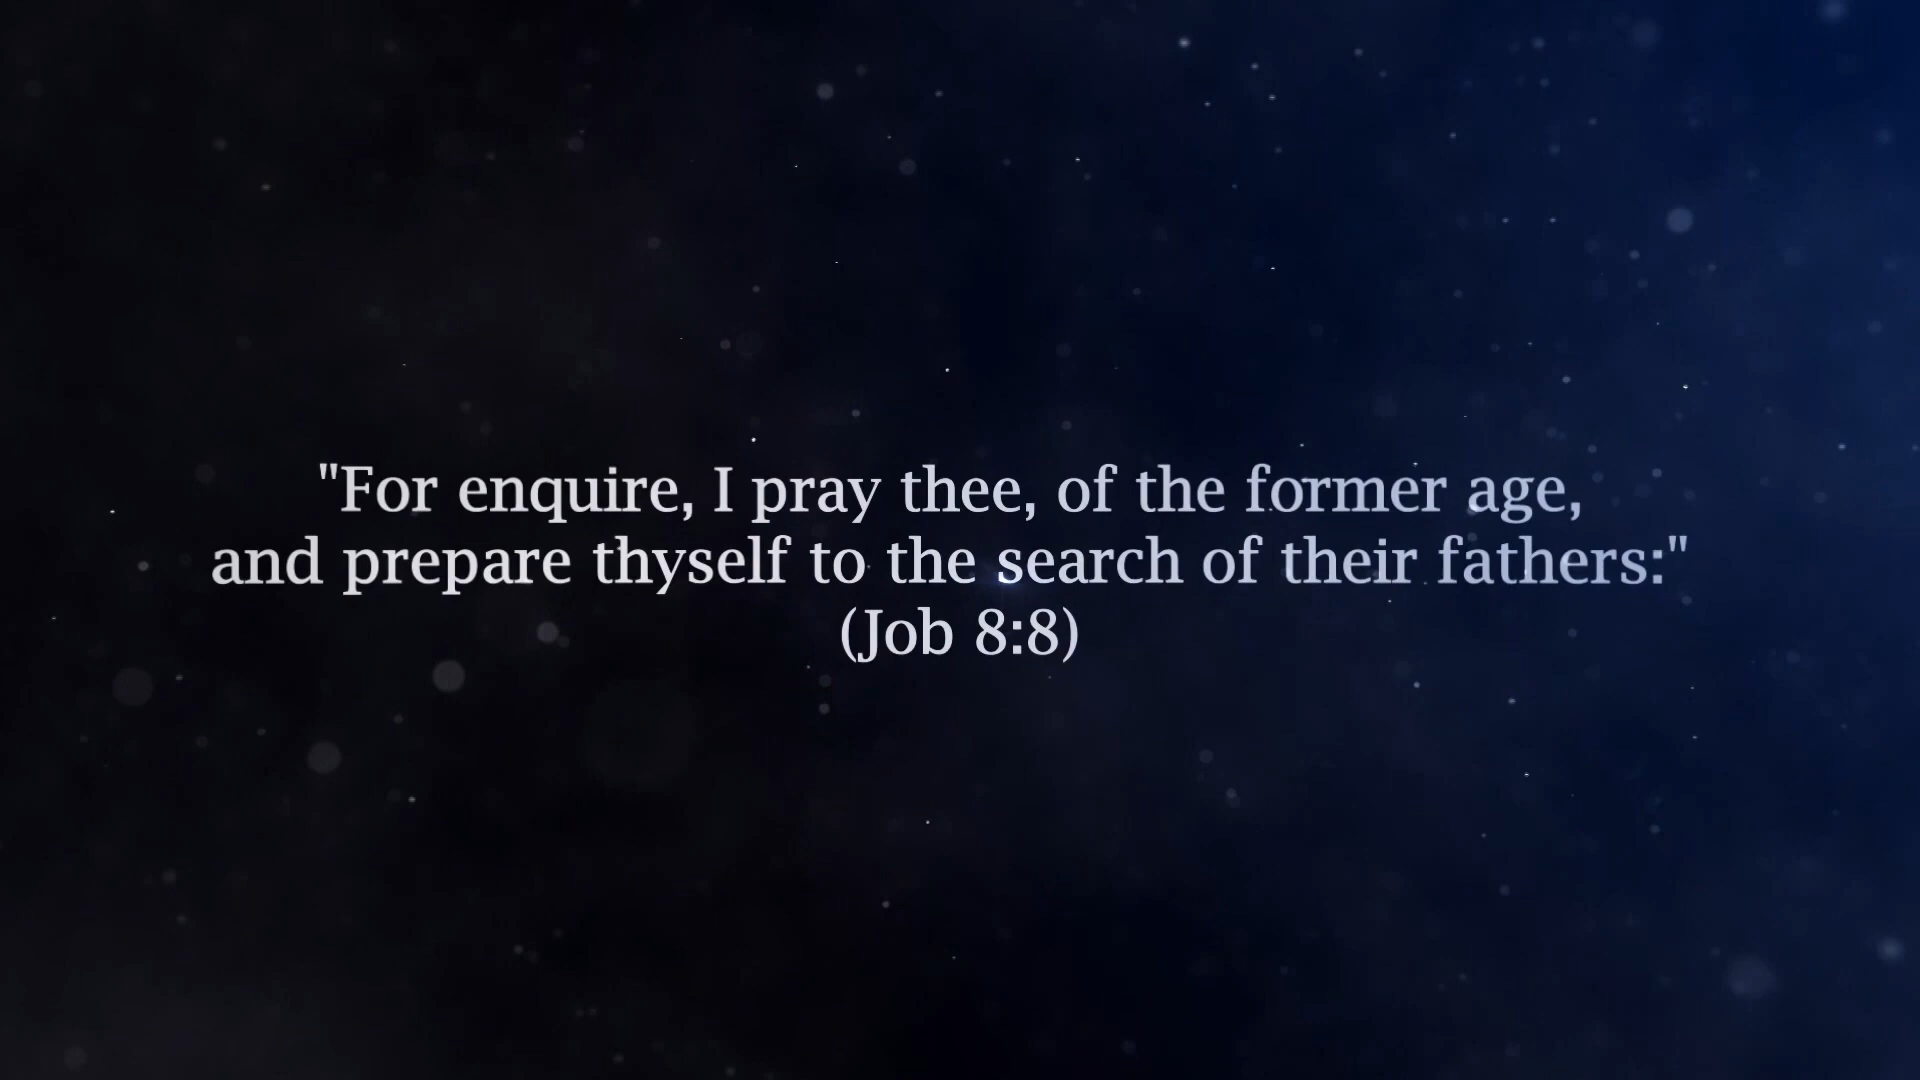 "For enquire, I pray thee, of the former age,
and prepare thyself to the search of their fathers:"
(Job 8:8)